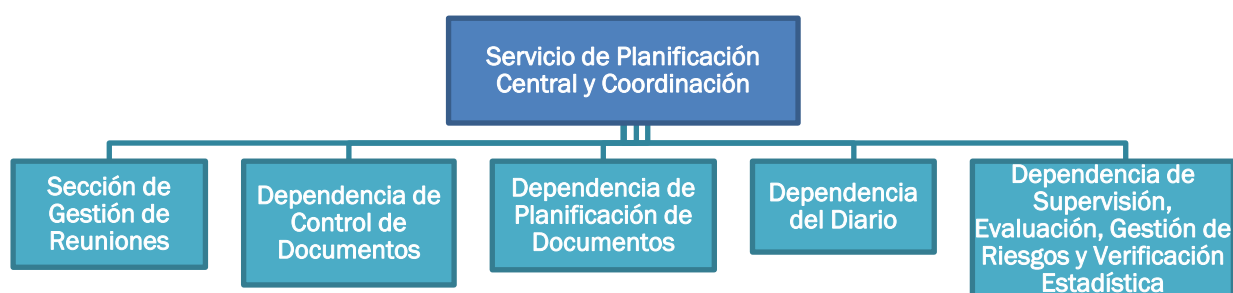 Servicio de Planificación
Central y Coordinación
Sección de
Gestión de
Reuniones
Dependencia de
Control de
Documentos
Dependencia de
Planificación de
Documentos
Dependencia
del Diario
Dependencia de
Supervisión,
Evaluación, Gestión de
Riesgos y Verificación
Estadística